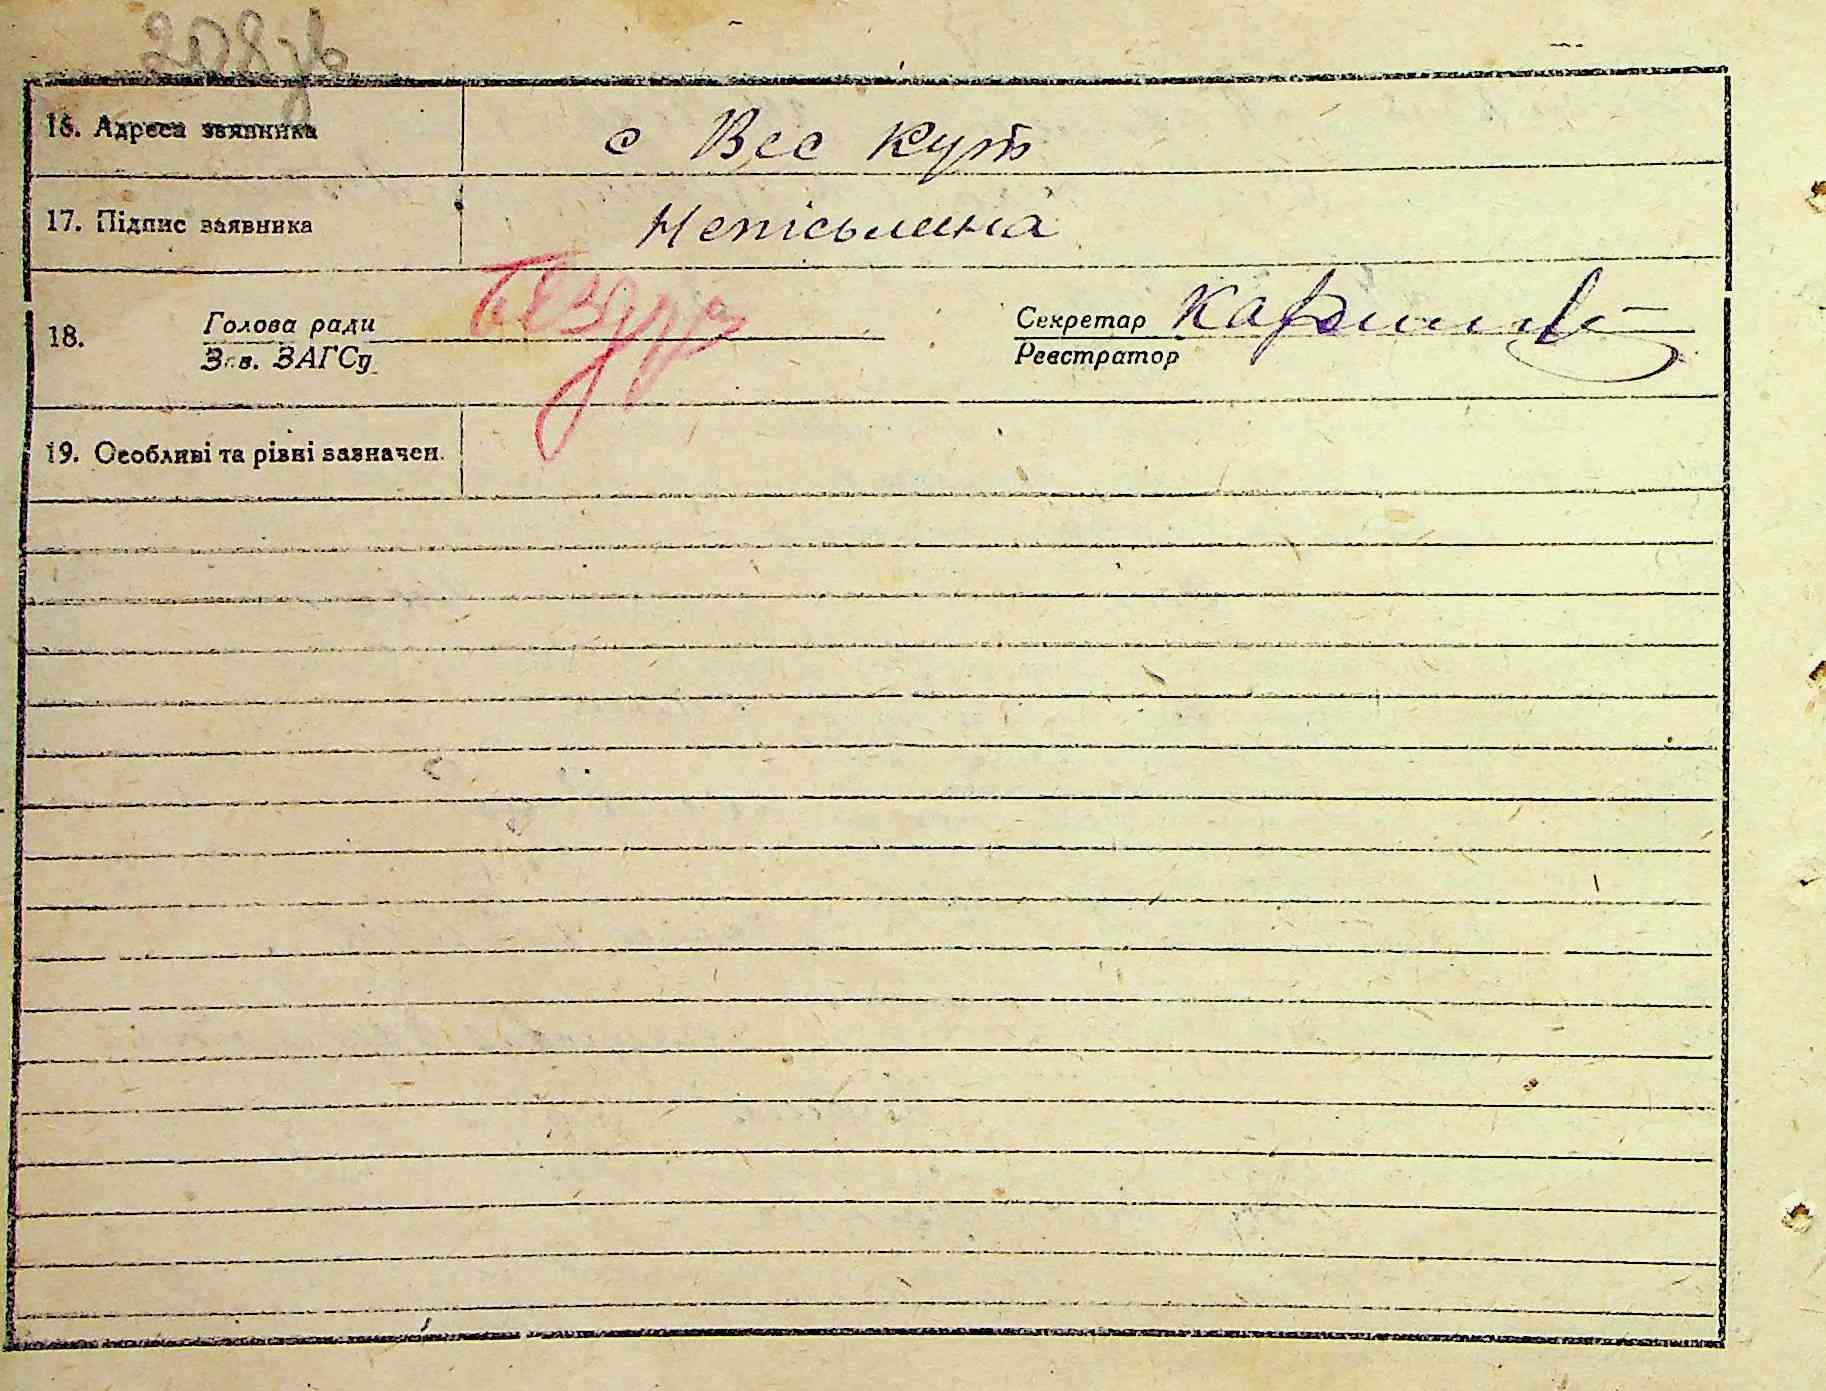 16. Адреса заявника с Вес Кут
17. Підпис заявника Непісьмена
18. Голова ради Секретар
Зав. ЗАГСу Реєстратор
19. Особливі та різні зазначен.